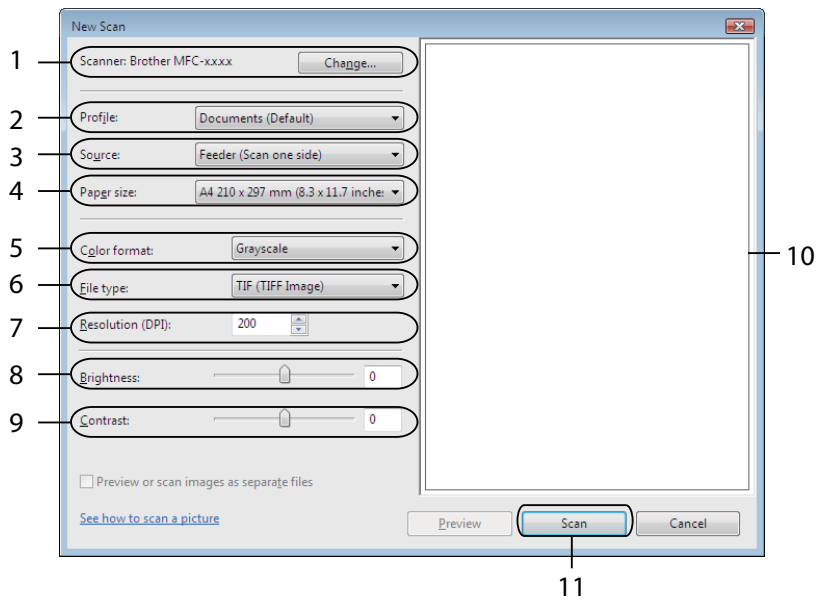 New Scan
1 Scanner: Brother MFC-xxxx Change...
2 Profile: Documents (Default)
3 Source: Feeder (Scan one side)
4 Paper size: A4 210 x 297 mm (8.3 x 11.7 inche:
5 Color format: Grayscale
10
6 File type: TIF (TIFF Image)
7 Resolution (DPI): 200
8 Brightness: 0
9 Contrast: 0
Preview or scan images as separate files
See how to scan a picture
Preview Scan Cancel
11